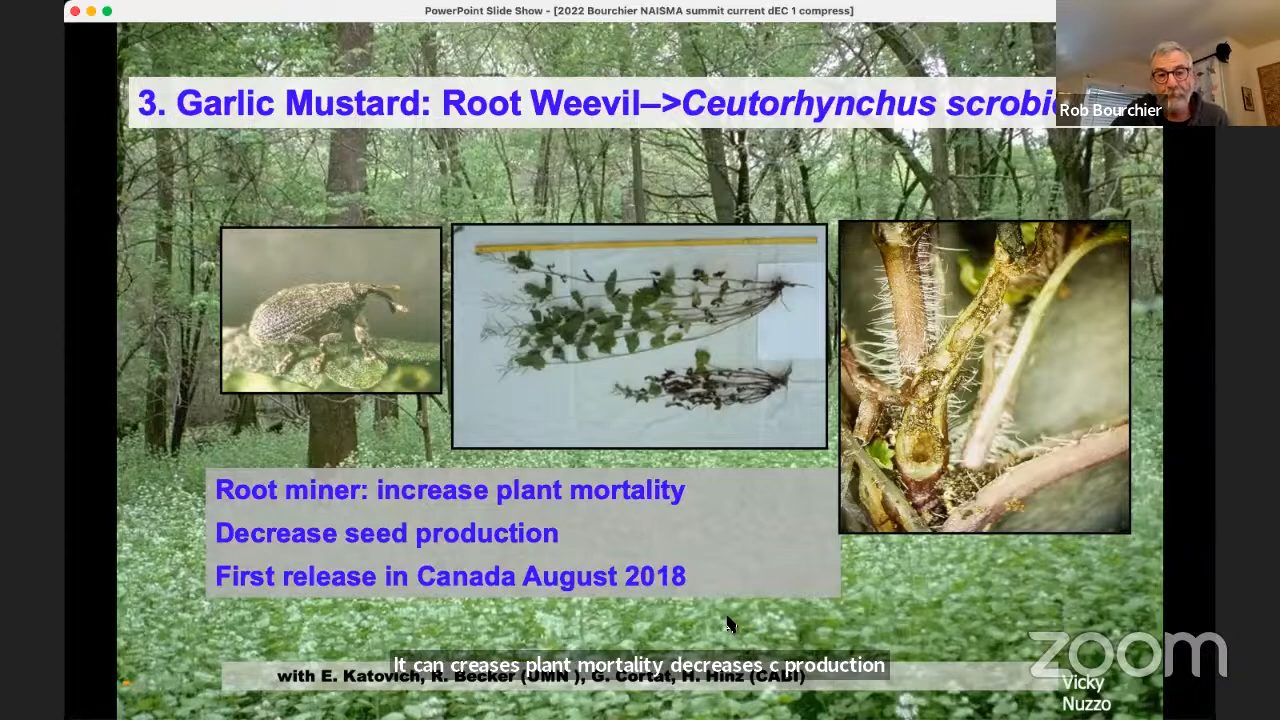 PowerPoint Slide Show - [2022 Bourchier NAISMA summit current dEC 1 compress]
3. Garlic Mustard: Root Weevil–>Ceutorhynchus
Rob Bourchier
Root miner: increase plant mortality
Decrease seed production
First release in Canada August 2018
It can creases plant mortality decreases c production
with E. Katovich, R. Becker (UMN ), G. Cortat, H. Hinz (CABI)
zoom
Vicky
Nuzzo